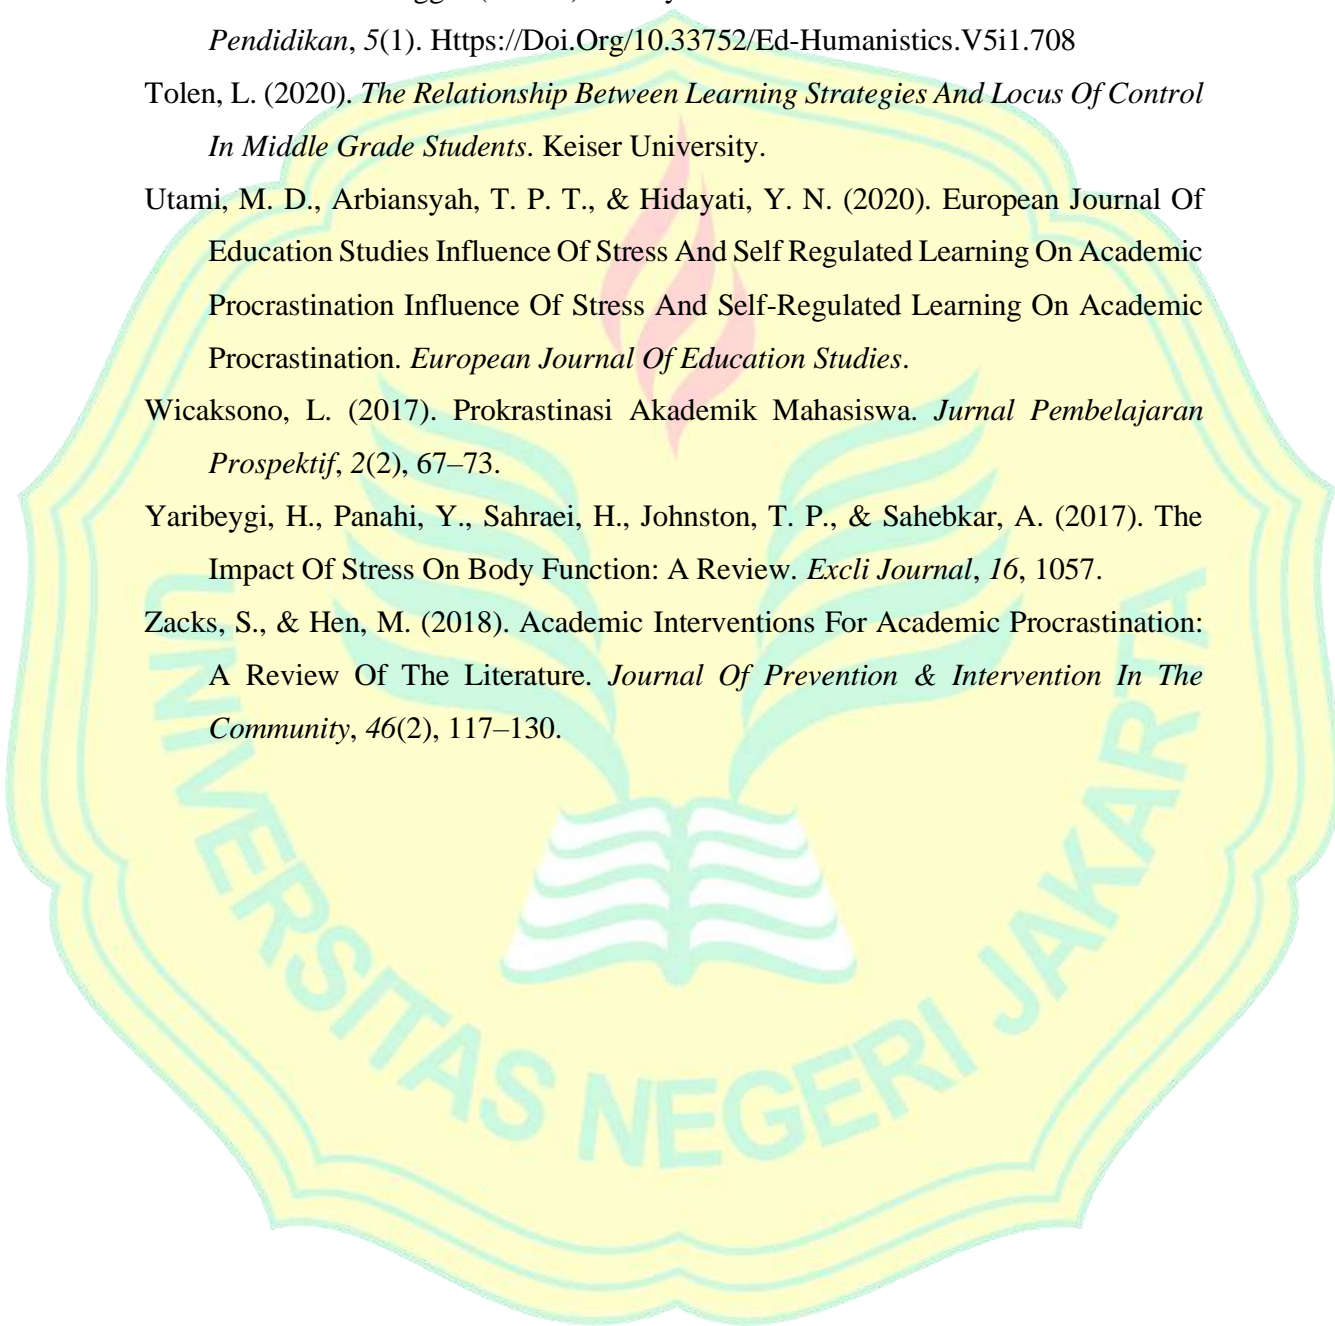 Pendidikan, 5(1). Https://Doi.Org/10.33752/Ed-Humanistics.V5i1.708
Tolen, L. (2020). The Relationship Between Learning Strategies And Locus Of Control
In Middle Grade Students. Keiser University.
Utami, M. D., Arbiansyah, T. P. T., & Hidayati, Y. N. (2020). European Journal Of
Education Studies Influence Of Stress And Self Regulated Learning On Academic
Procrastination Influence Of Stress And Self-Regulated Learning On Academic
Procrastination. European Journal Of Education Studies.
Wicaksono, L. (2017). Prokrastinasi Akademik Mahasiswa. Jurnal Pembelajaran
Prospektif, 2(2), 67–73.
Yaribeygi, H., Panahi, Y., Sahraei, H., Johnston, T. P., & Sahebkar, A. (2017). The
Impact Of Stress On Body Function: A Review. Excli Journal, 16, 1057.
Zacks, S., & Hen, M. (2018). Academic Interventions For Academic Procrastination:
A Review Of The Literature. Journal Of Prevention & Intervention In The
Community, 46(2), 117–130.
UNIVERSITAS NEGERI JAKARTA